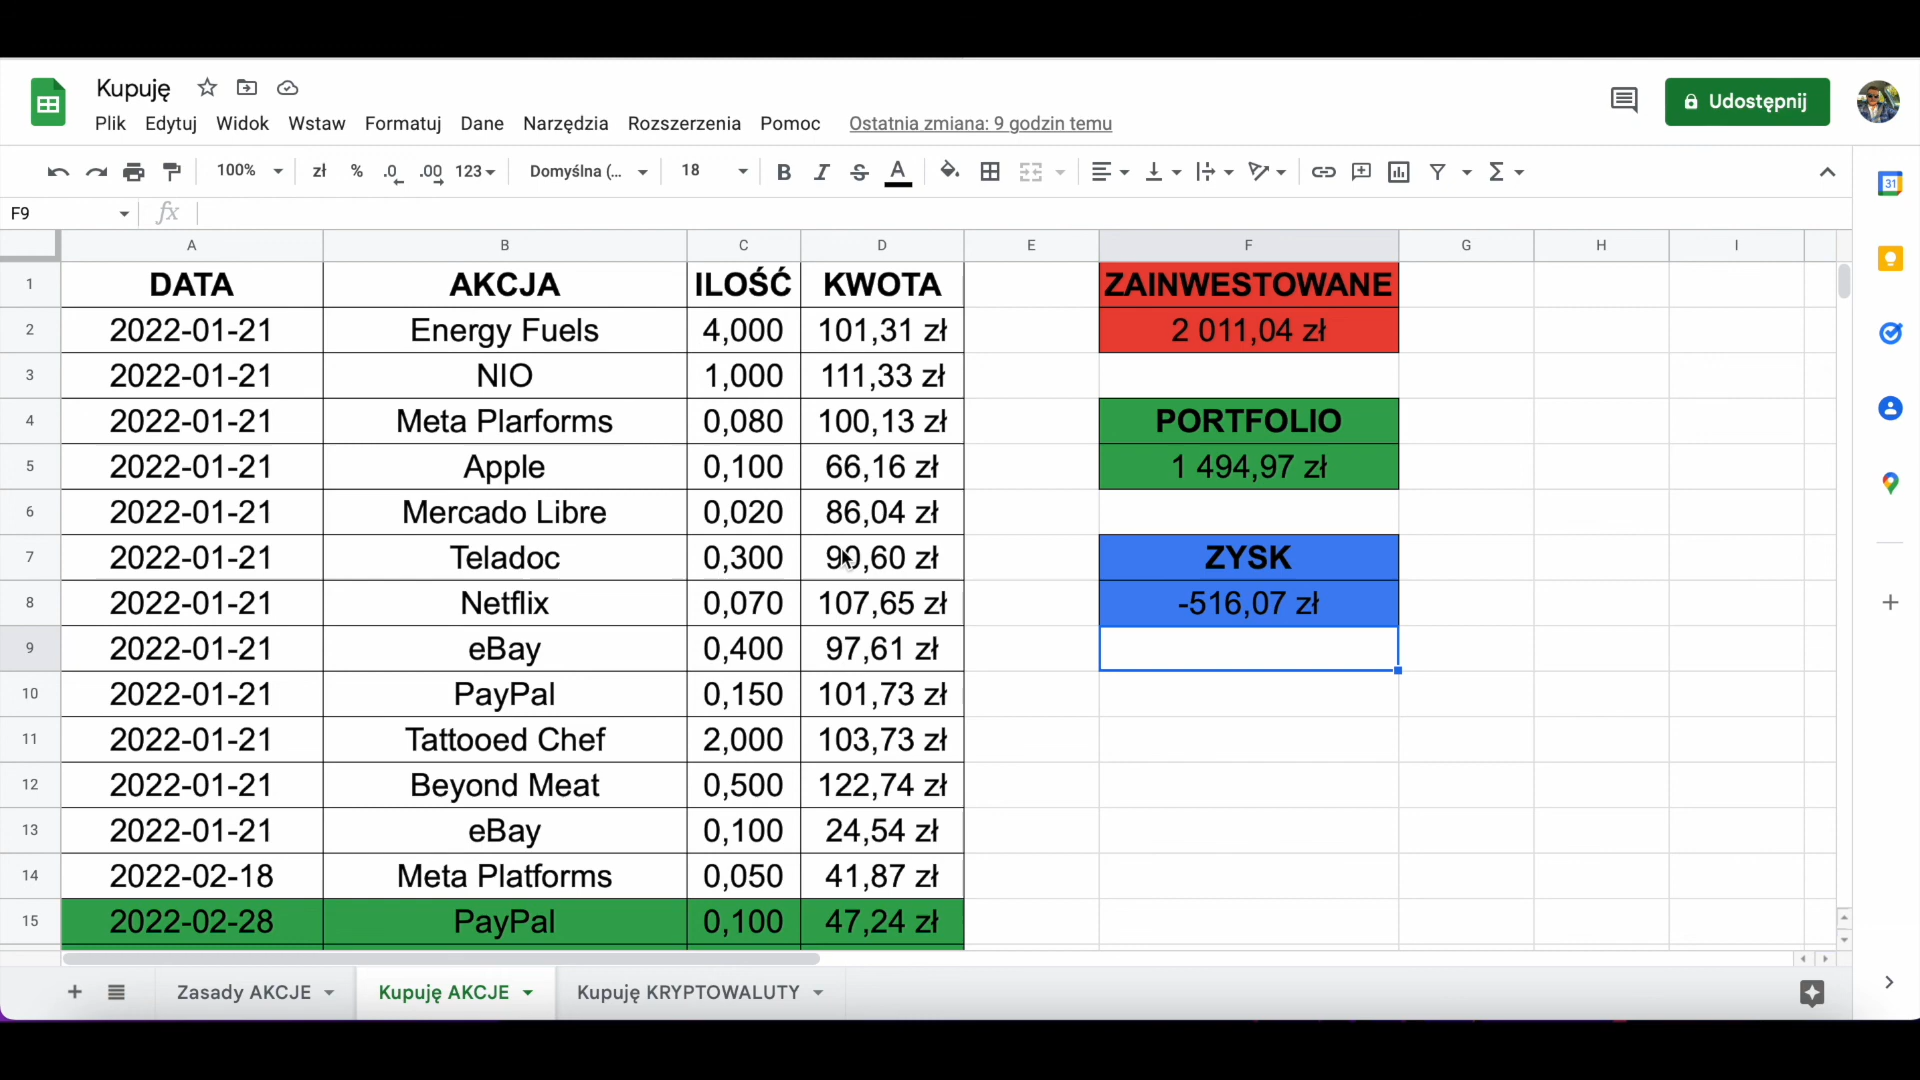 Kupuję
Plik Edytuj Widok Wstaw Formatuj Dane Narzędzia Rozszerzenia Pomoc Ostatnia zmiana: 9 godzin temu
Udostępnij
100% zł % .0 .00 123 Domyślna (... 18 B I S A
31
F9 fx
A B C D E F G H I
1 DATA AKCJA ILOŚĆ KWOTA ZAINWESTOWANE
2 2022-01-21 Energy Fuels 4,000 101,31 zł 2 011,04 zł
3 2022-01-21 NIO 1,000 111,33 zł
4 2022-01-21 Meta Plarforms 0,080 100,13 zł PORTFOLIO
5 2022-01-21 Apple 0,100 66,16 zł 1 494,97 zł
6 2022-01-21 Mercado Libre 0,020 86,04 zł
7 2022-01-21 Teladoc 0,300 90,60 zł ZYSK
8 2022-01-21 Netflix 0,070 107,65 zł -516,07 zł
9 2022-01-21 eBay 0,400 97,61 zł
10 2022-01-21 PayPal 0,150 101,73 zł
11 2022-01-21 Tattooed Chef 2,000 103,73 zł
12 2022-01-21 Beyond Meat 0,500 122,74 zł
13 2022-01-21 eBay 0,100 24,54 zł
14 2022-02-18 Meta Platforms 0,050 41,87 zł
15 2022-02-28 PayPal 0,100 47,24 zł
Zasady AKCJE Kupuję AKCJE Kupuję KRYPTOWALUTY